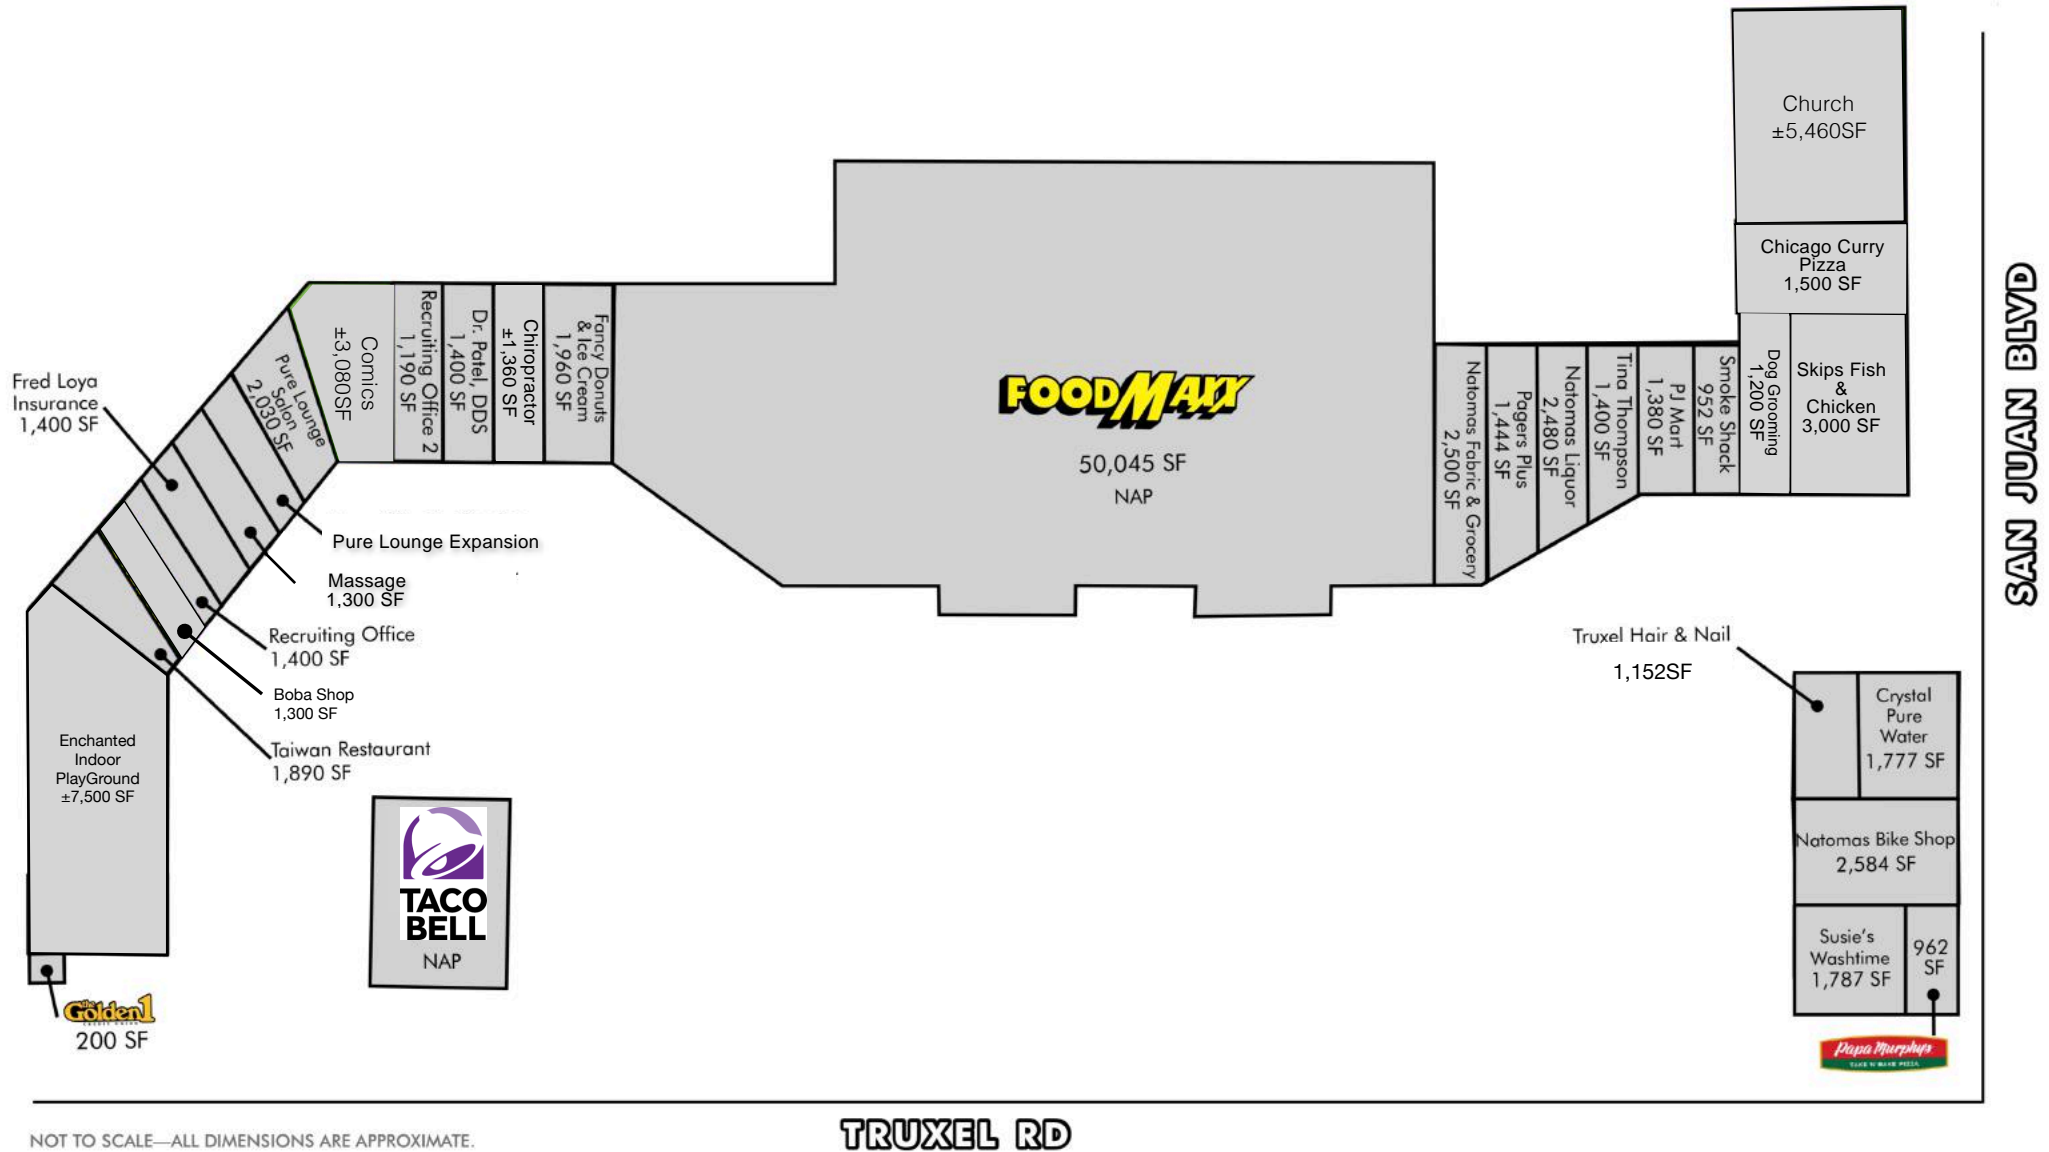 Church
±5,460SF
Chicago Curry
Pizza
1,500 SF
Dog Grooming
1,200 SF
Skips Fish
&
Chicken
3,000 SF
Smoke Shack
952 SF
PJ Mart
1,380 SF
Tina Thompson
1,400 SF
Natomas Liquor
2,480 SF
Pagers Plus
1,444 SF
Natomas Fabric & Grocery
2,500 SF
FOODMAXX
50,045 SF
NAP
Fancy Donuts
& Ice Cream
1,960 SF
Chiropractor
±1,360 SF
Dr. Patel, DDS
1,400 SF
Recruiting Office 2
1,190 SF
Comics
±3,080SF
Pure Lounge
Salon
2,030 SF
Fred Loya
Insurance
1,400 SF
Pure Lounge Expansion
Massage
1,300 SF
Recruiting Office
1,400 SF
Boba Shop
1,300 SF
Taiwan Restaurant
1,890 SF
Enchanted
Indoor
PlayGround
±7,500 SF
the Golden1
CREDIT UNION
200 SF
TACO
BELL
NAP
Truxel Hair & Nail
1,152SF
Crystal
Pure
Water
1,777 SF
Natomas Bike Shop
2,584 SF
Susie's
Washtime
1,787 SF
962
SF
Papa Murphy's
TAKE 'N' BAKE PIZZA
SAN JUAN BLVD
TRUXEL RD
NOT TO SCALE—ALL DIMENSIONS ARE APPROXIMATE.